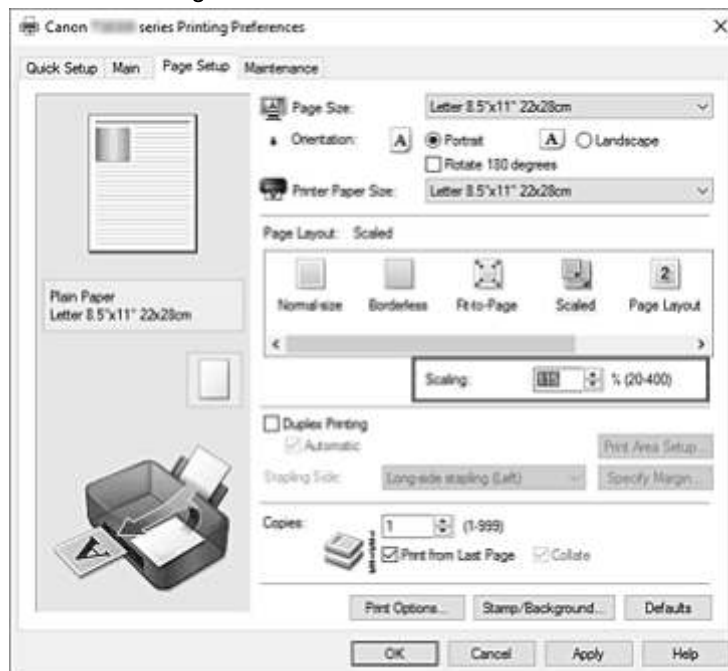 Canon series Printing Preferences
Quick Setup Main Page Setup Maintenance
Page Size: Letter 8.5"x11" 22x28cm
Orientation: A Portrait A Landscape
Rotate 180 degrees
Printer Paper Size: Letter 8.5"x11" 22x28cm
Page Layout: Scaled
Normal-size Borderless Fit-to-Page Scaled Page Layout
Plain Paper
Letter 8.5"x11" 22x28cm
Scaling: % (20-400)
Duplex Printing
Automatic
Print Area Setup...
Stapling Side: Long-side stapling (Left) Specify Margin...
Copies: 1 (1-999)
Print from Last Page Collate
Print Options... Stamp/Background... Defaults
OK Cancel Apply Help